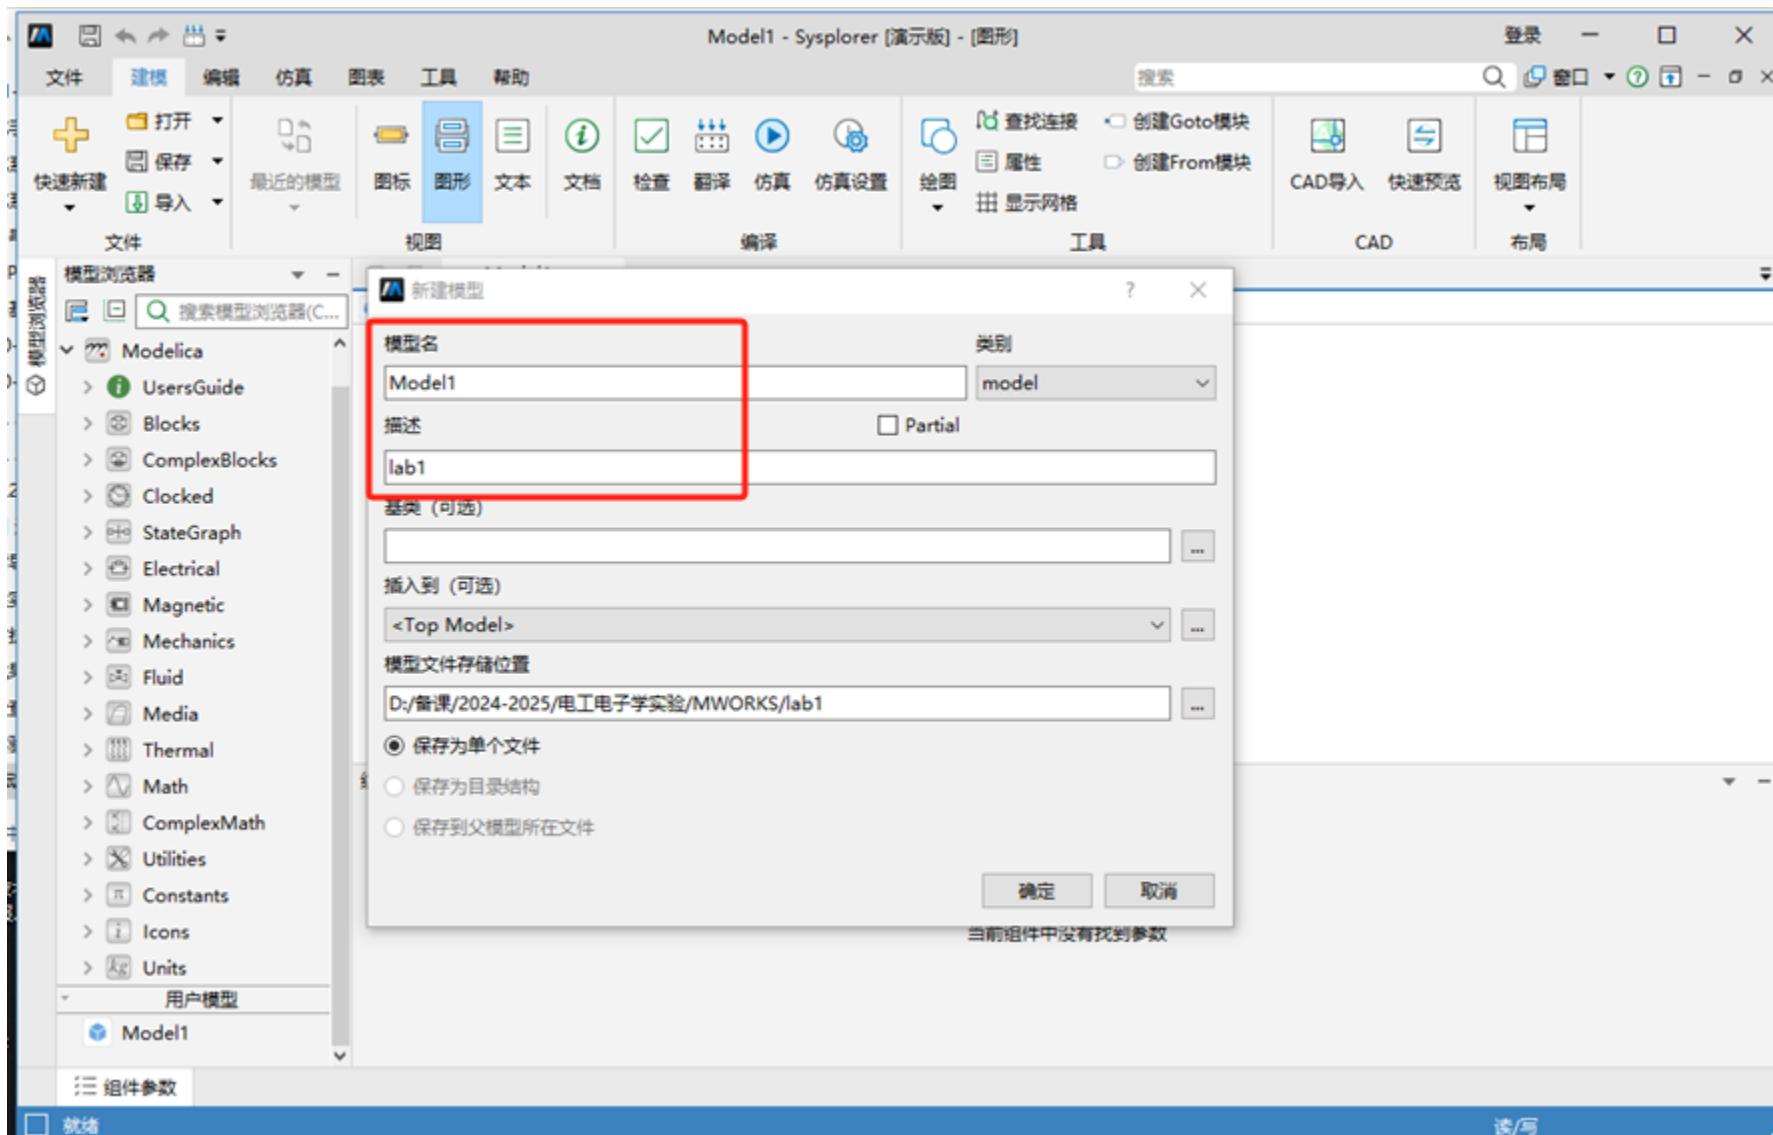 Model1 - Sysplorer [演示版] - [图形]
登录
文件 建模 编辑 仿真 图表 工具 帮助
搜索
窗口
快速新建
打开
保存
导入
文件
最近的模型
图标
图形
文本
文档
视图
检查
翻译
仿真
仿真设置
编译
绘图
查找连接
属性
显示网格
创建Goto模块
创建From模块
工具
CAD导入
快速预览
CAD
视图布局
布局
模型浏览器
模型浏览器
搜索模型浏览器(C...
Modelica
UsersGuide
Blocks
ComplexBlocks
Clocked
StateGraph
Electrical
Magnetic
Mechanics
Fluid
Media
Thermal
Math
ComplexMath
Utilities
Constants
Icons
Units
用户模型
Model1
新建模型
?
模型名
类别
Model1
model
描述
Partial
lab1
基类 (可选)
...
插入到 (可选)
<Top Model>
...
模型文件存储位置
D:/备课/2024-2025/电工电子学实验/MWORKS/lab1
...
保存为单个文件
保存为目录结构
保存到父模型所在文件
确定
取消
当前组件中没有找到参数
组件参数
就绪
读/写